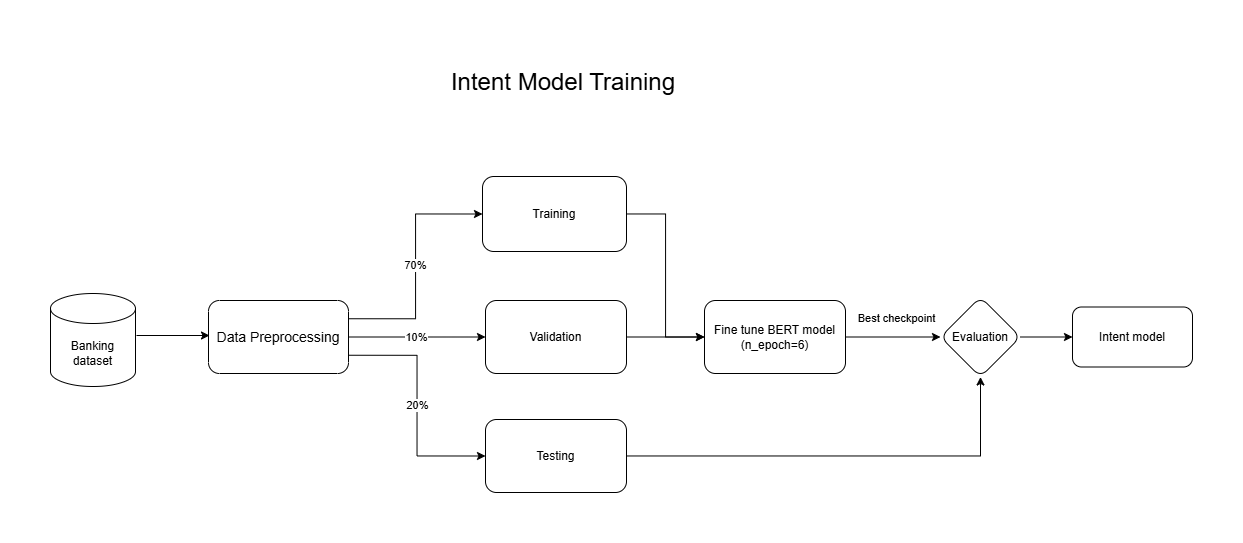 Intent Model Training
Training
70%
Banking
dataset
Data Preprocessing
10%
Validation
Fine tune BERT model
(n_epoch=6)
Best checkpoint
Evaluation
Intent model
20%
Testing